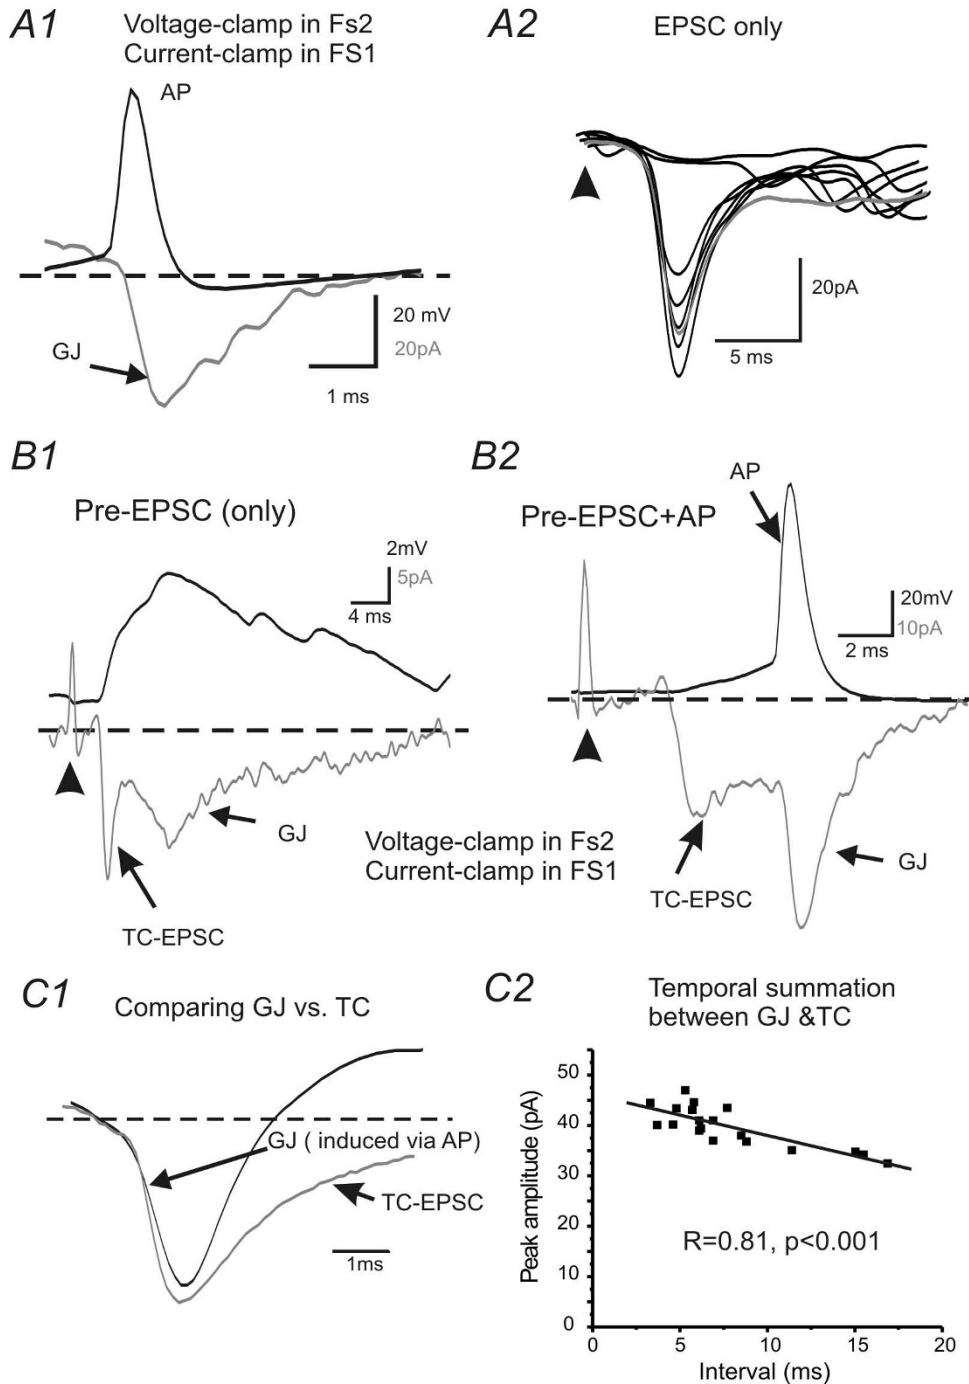 A1
Voltage-clamp in Fs2
Current-clamp in FS1
AP
GJ
20 mV
20pA
1 ms
A2
EPSC only
20pA
5 ms
B1
Pre-EPSC (only)
2mV
5pA
4 ms
GJ
TC-EPSC
B2
AP
Pre-EPSC+AP
20mV
10pA
2 ms
GJ
TC-EPSC
Voltage-clamp in Fs2
Current-clamp in FS1
C1
Comparing GJ vs. TC
GJ ( induced via AP)
TC-EPSC
1ms
C2
Temporal summation
between GJ &TC
Peak amplitude (pA)
50
40
30
40
20
10
0
R=0.81, p<0.001
0
5
10
15
20
Interval (ms)